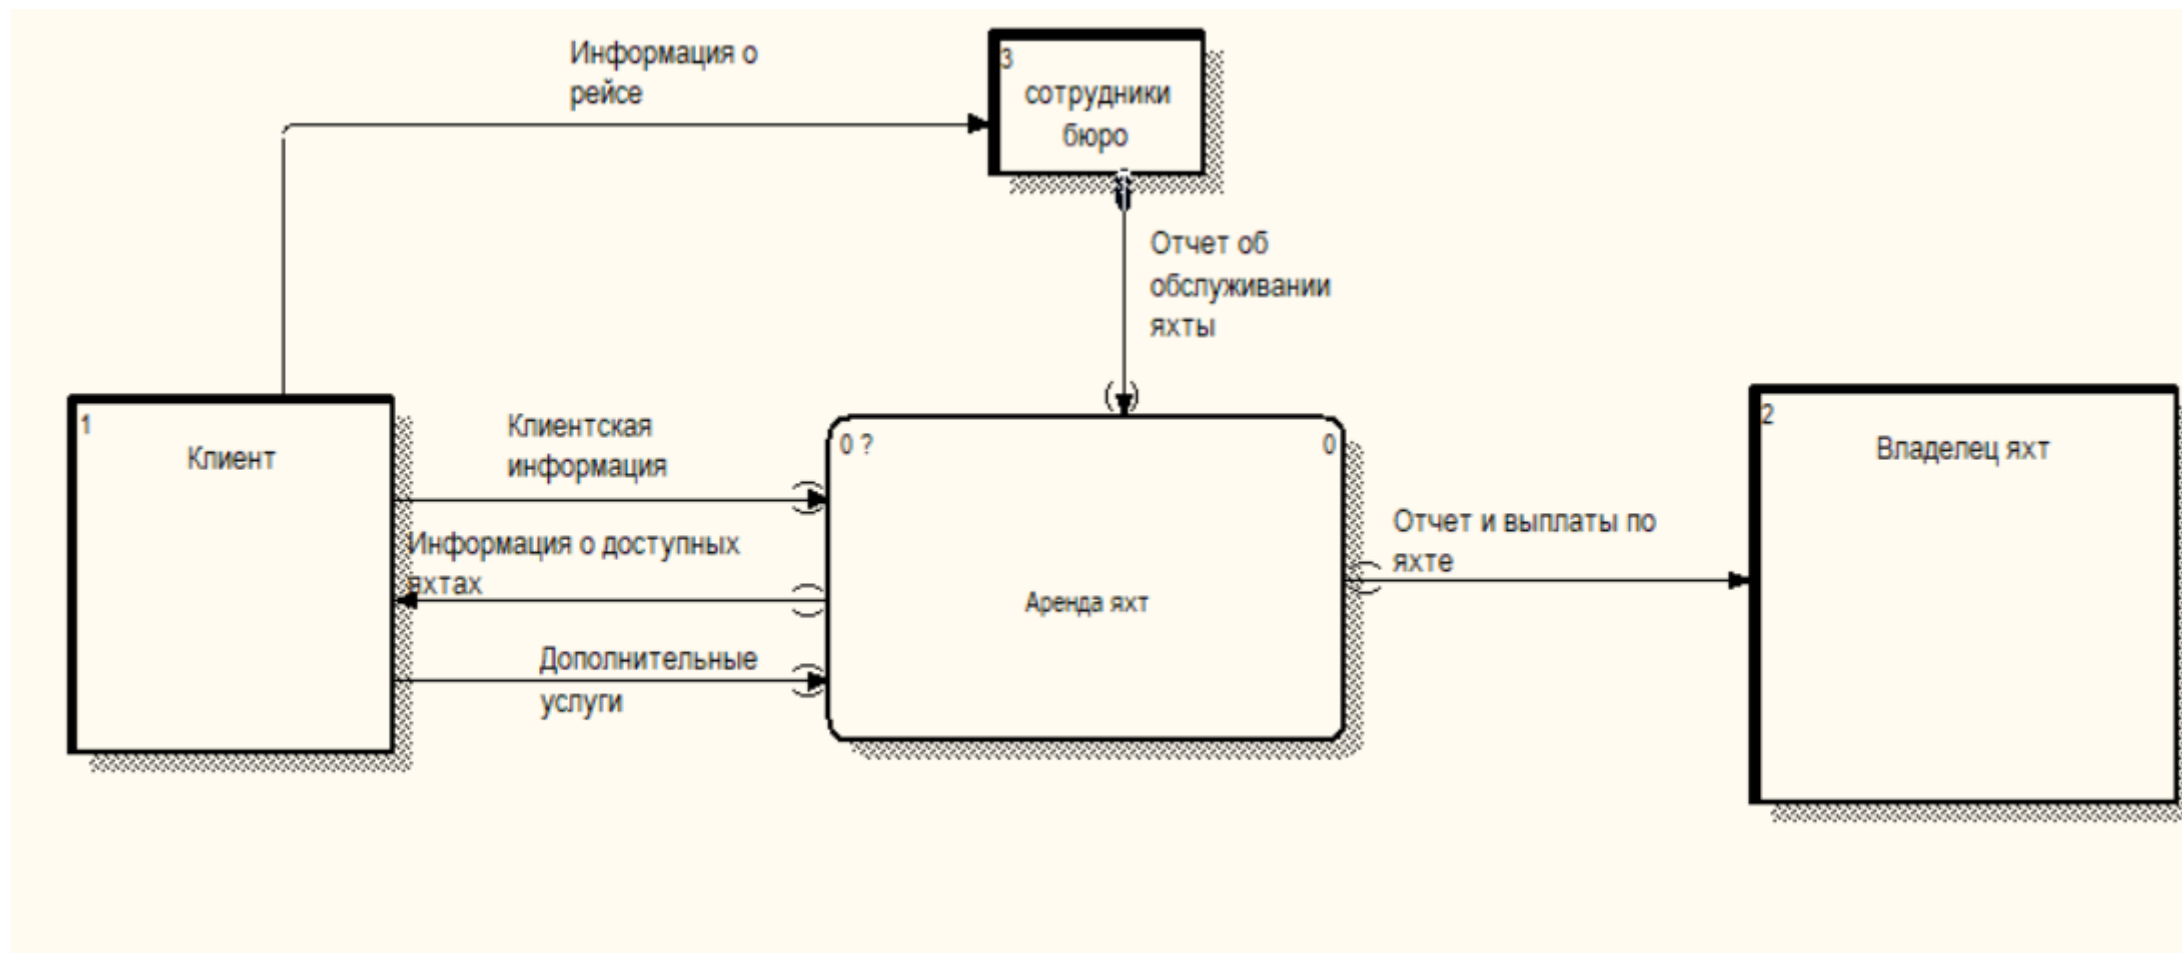 Информация о
рейсе
3
сотрудники
бюро
Отчет об
обслуживании
яхты
1
Клиент
Клиентская
информация
Информация о доступных
яхтах
Дополнительные
услуги
0 ?
0
Аренда яхт
Отчет и выплаты по
яхте
2
Владелец яхт